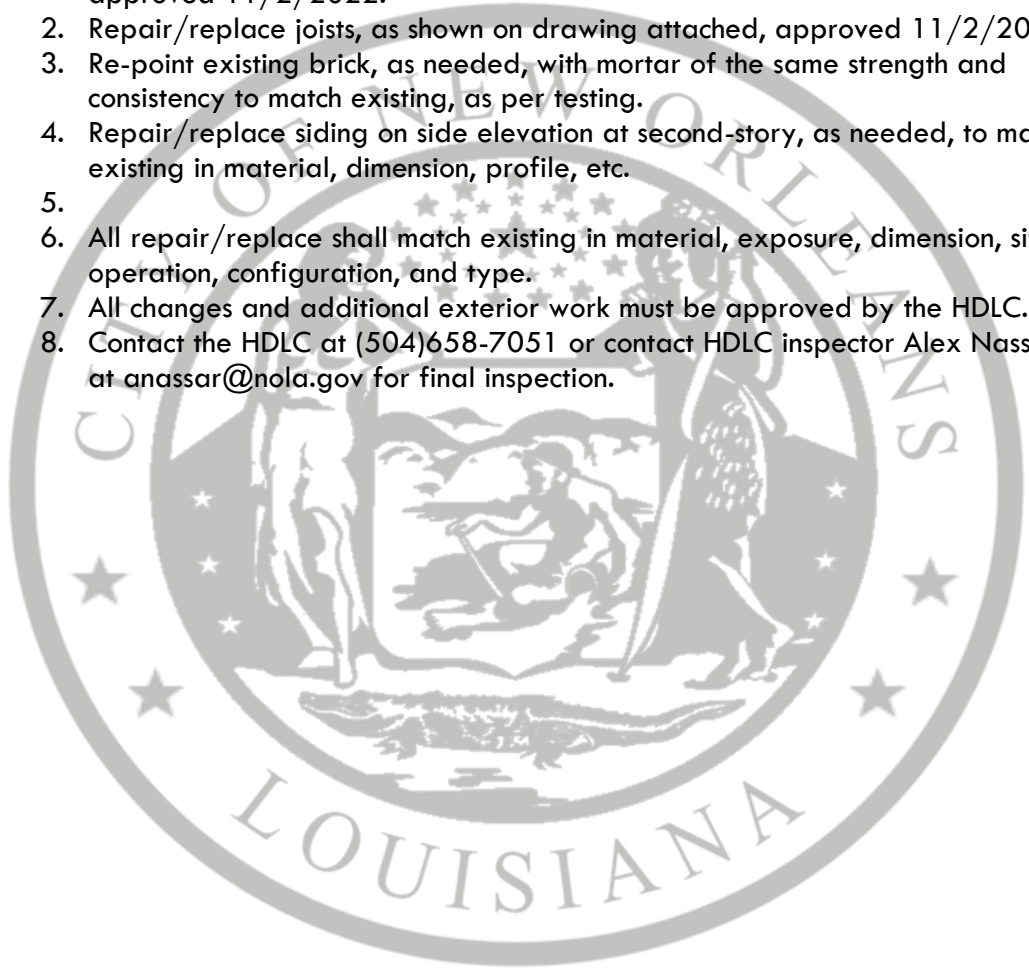 approved 11/2/2022.
2. Repair/replace joists, as shown on drawing attached, approved 11/2/20
3. Re-point existing brick, as needed, with mortar of the same strength and
consistency to match existing, as per testing.
4. Repair/replace siding on side elevation at second-story, as needed, to ma
existing in material, dimension, profile, etc.
5.
6. All repair/replace shall match existing in material, exposure, dimension, si
operation, configuration, and type.
7. All changes and additional exterior work must be approved by the HDLC.
8. Contact the HDLC at (504)658-7051 or contact HDLC inspector Alex Nass
at anassar@nola.gov for final inspection.
CITY OF NEW ORLEANS
LOUISIANA